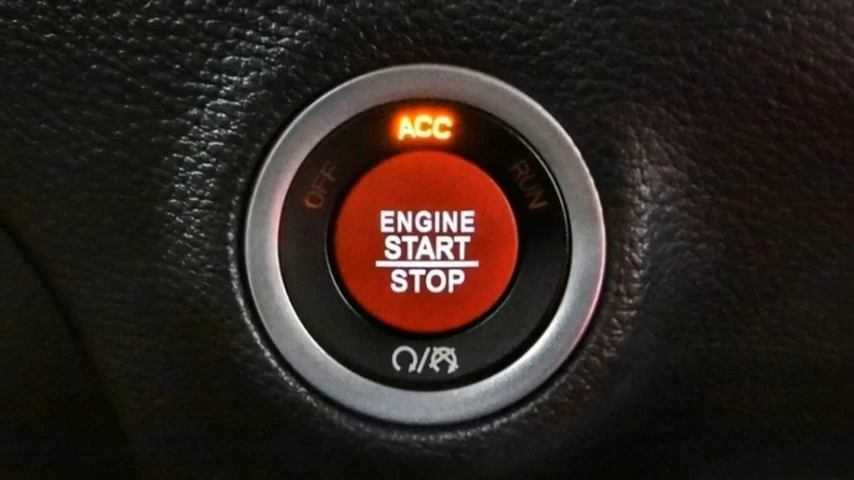 ACC
OFF
RUN
ENGINE
START
STOP